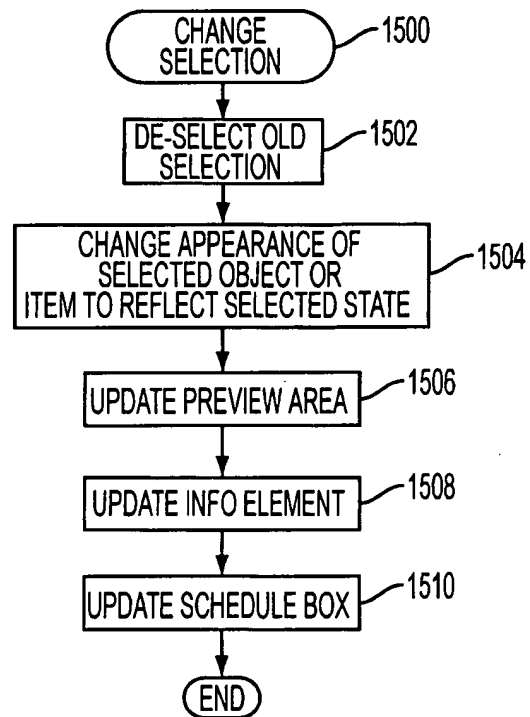 CHANGE
SELECTION
1500
DE-SELECT OLD
SELECTION
1502
CHANGE APPEARANCE OF
SELECTED OBJECT OR
ITEM TO REFLECT SELECTED STATE
1504
UPDATE PREVIEW AREA
1506
UPDATE INFO ELEMENT
1508
UPDATE SCHEDULE BOX
1510
END